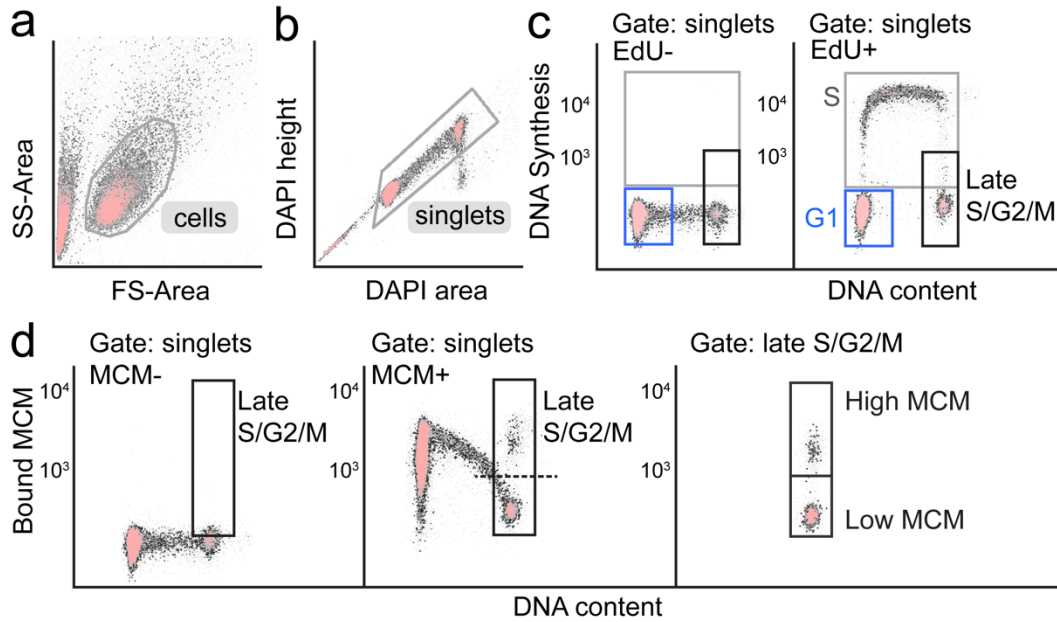 a
SS-Area
cells
FS-Area
b
DAPI height
singlets
DAPI area
c
Gate: singlets
EdU-
DNA Synthesis
10⁴
10³
Gate: singlets
EdU+
10⁴
10³
S
G1
Late
S/G2/M
DNA content
d
Gate: singlets
MCM-
Bound MCM
10⁴
10³
Late
S/G2/M
Gate: singlets
MCM+
10⁴
10³
Late
S/G2/M
Gate: late S/G2/M
10⁴
10³
High MCM
Low MCM
DNA content